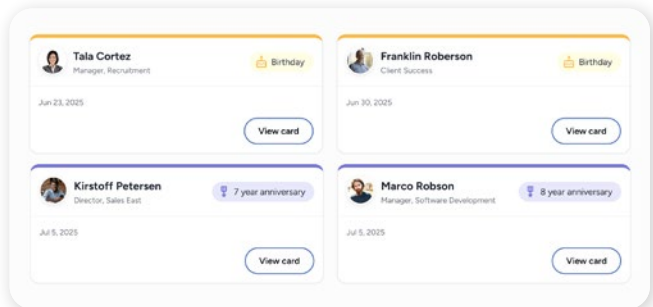 Tala Cortez
Manager, Recruitment
Birthday
Jun 23, 2025
View card
Franklin Roberson
Client Success
Birthday
Jun 30, 2025
View card
Kirstoff Petersen
Director, Sales East
7 year anniversary
Jul 5, 2025
View card
Marco Robson
Manager, Software Development
8 year anniversary
Jul 5, 2025
View card